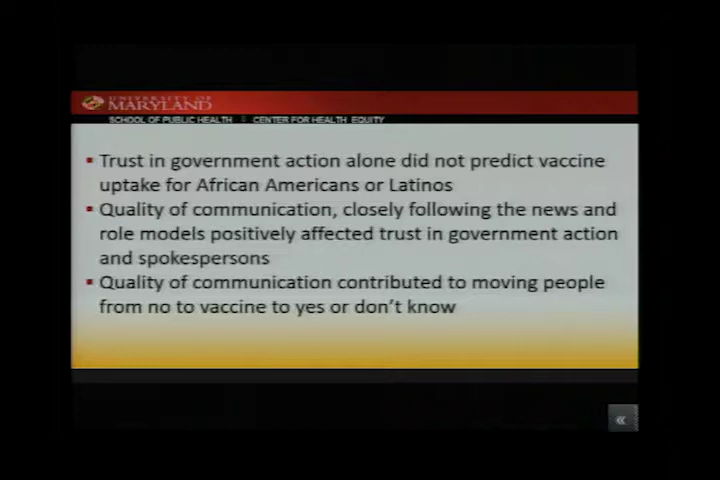 UNIVERSITY OF
MARYLAND
SCHOOL OF PUBLIC HEALTH CENTER FOR HEALTH EQUITY
▪ Trust in government action alone did not predict vaccine
uptake for African Americans or Latinos
▪ Quality of communication, closely following the news and
role models positively affected trust in government action
and spokespersons
▪ Quality of communication contributed to moving people
from no to vaccine to yes or don't know
«